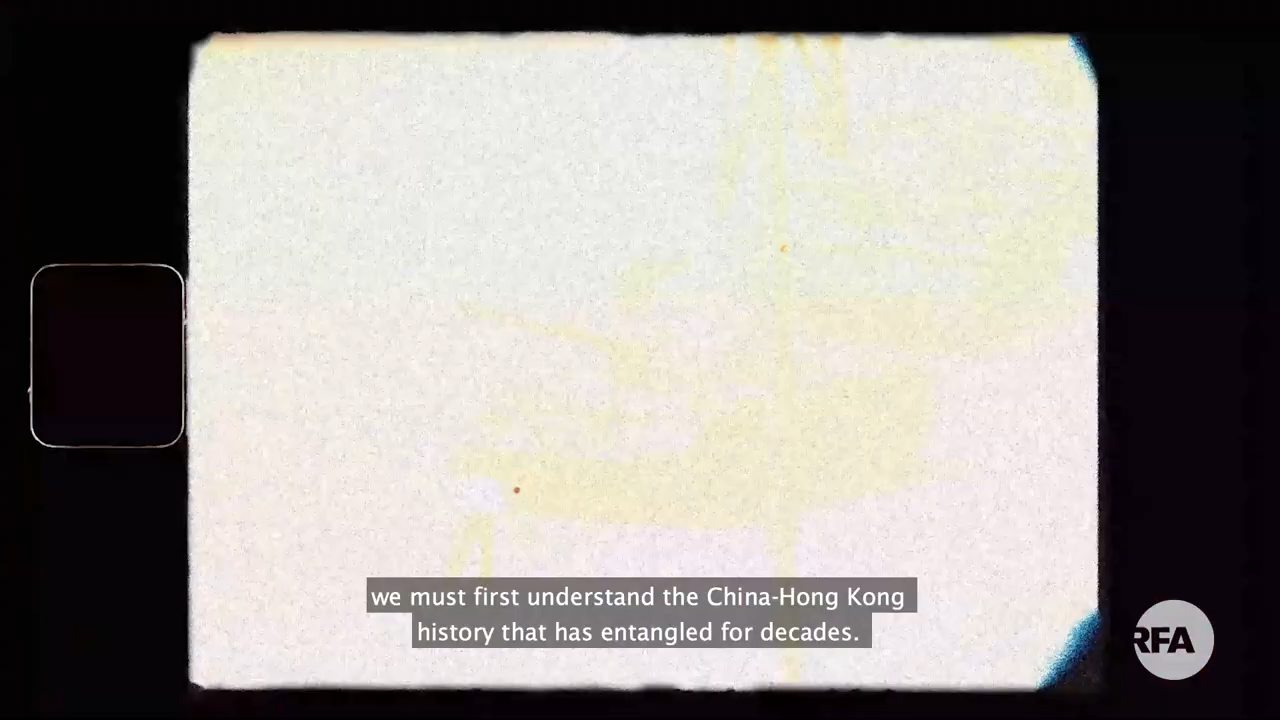 we must first understand the China-Hong Kong
history that has entangled for decades.
RFA